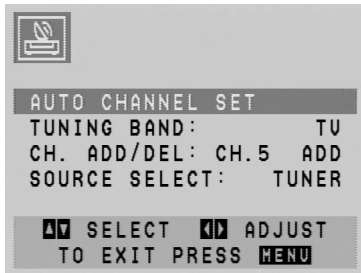 AUTO CHANNEL SET
TUNING BAND: TV
CH. ADD/DEL: CH.5 ADD
SOURCE SELECT: TUNER
▲▼ SELECT ◀▶ ADJUST
TO EXIT PRESS MENU